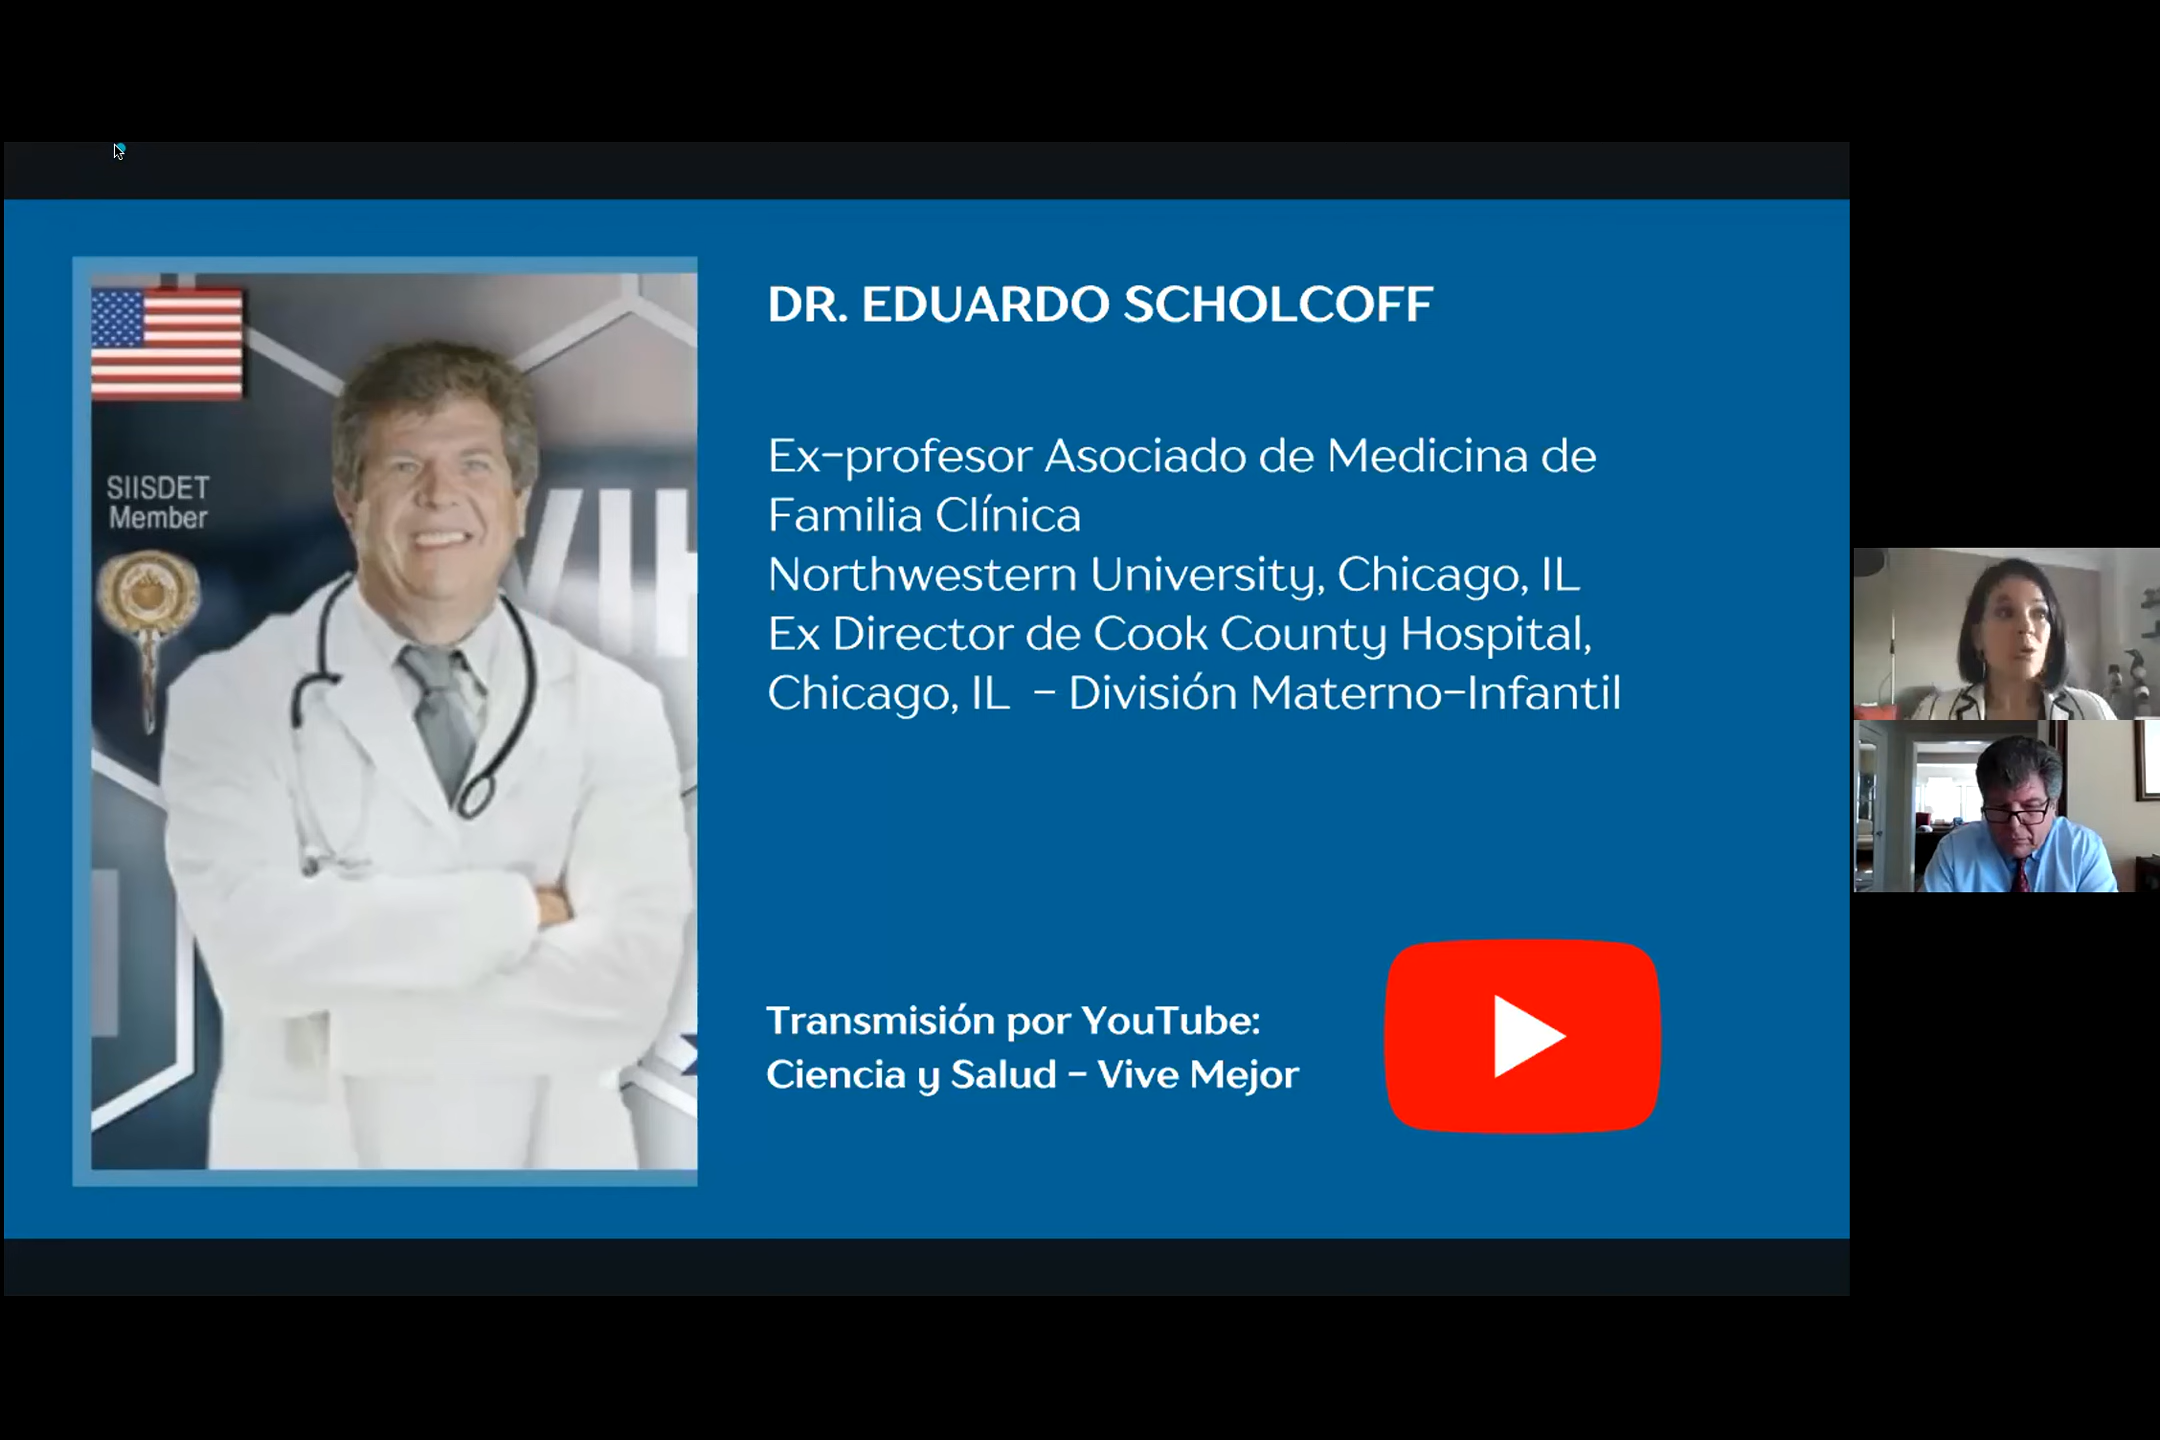 DR. EDUARDO SCHOLCOFF
Ex-profesor Asociado de Medicina de
Familia Clínica
Northwestern University, Chicago, IL
Ex Director de Cook County Hospital,
Chicago, IL - División Materno-Infantil
SIISDET
Member
Transmisión por YouTube:
Ciencia y Salud - Vive Mejor